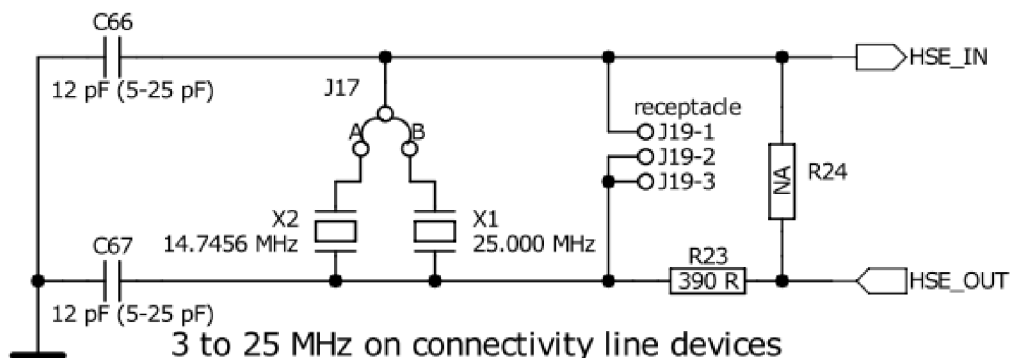 C66
12 pF (5-25 pF)
HSE_IN
J17
A B
receptacle
J19-1
J19-2
J19-3
NA
R24
X2
14.7456 MHz
X1
25.000 MHz
C67
12 pF (5-25 pF)
R23
390 R
HSE_OUT
3 to 25 MHz on connectivity line devices